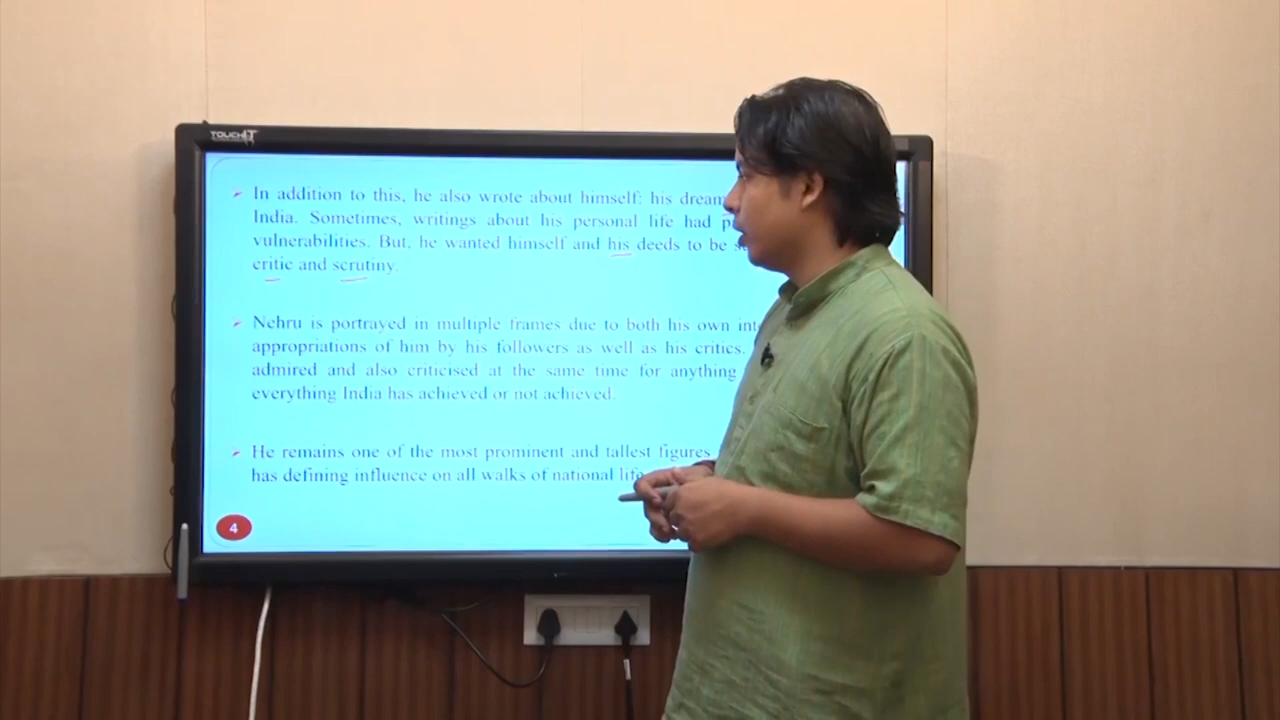 TOUCHIT
In addition to this, he also wrote about himself: his
India. Sometimes, writings about his personal life had
vulnerabilities. But, he wanted himself and his deeds to be
critic and scrutiny.
Nehru is portrayed in multiple frames due to both his own
appropriations of him by his followers as well as his critics.
admired and also criticised at the same time for anything
everything India has achieved or not achieved.
He remains one of the most prominent and tallest figures
has defining influence on all walks of national
4